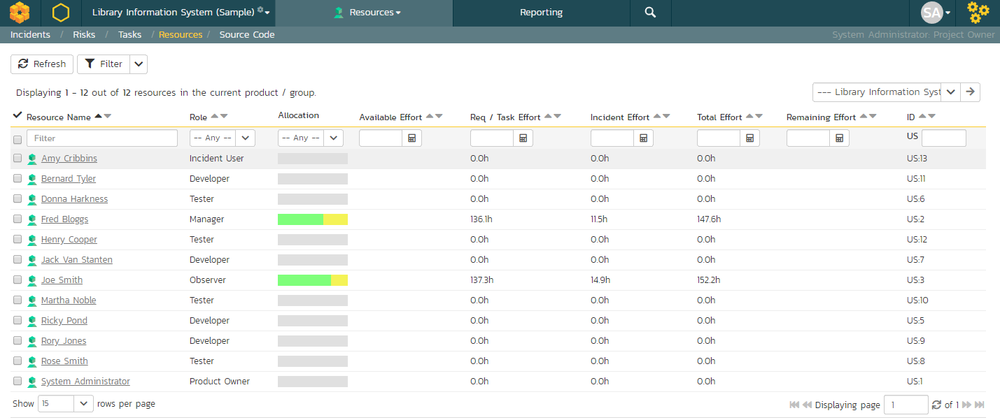 Library Information System (Sample) Resources Reporting SA
Incidents / Risks / Tasks / Resources / Source Code System Administrator: Project Owner
Refresh Filter
Displaying 1 - 12 out of 12 resources in the current product / group. --- Library Information Syst
Resource Name Role Allocation Available Effort Req / Task Effort Incident Effort Total Effort Remaining Effort ID
Filter -- Any -- -- Any -- US
Amy Cribbins Incident User 0.0h 0.0h 0.0h US:13
Bernard Tyler Developer 0.0h 0.0h 0.0h US:11
Donna Harkness Tester 0.0h 0.0h 0.0h US:6
Fred Bloggs Manager 136.1h 11.5h 147.6h US:2
Henry Cooper Tester 0.0h 0.0h 0.0h US:12
Jack Van Stanten Developer 0.0h 0.0h 0.0h US:7
Joe Smith Observer 137.3h 14.9h 152.2h US:3
Martha Noble Tester 0.0h 0.0h 0.0h US:10
Ricky Pond Developer 0.0h 0.0h 0.0h US:5
Rory Jones Developer 0.0h 0.0h 0.0h US:9
Rose Smith Tester 0.0h 0.0h 0.0h US:8
System Administrator Product Owner 0.0h 0.0h 0.0h US:1
Show 15 rows per page Displaying page 1 of 1